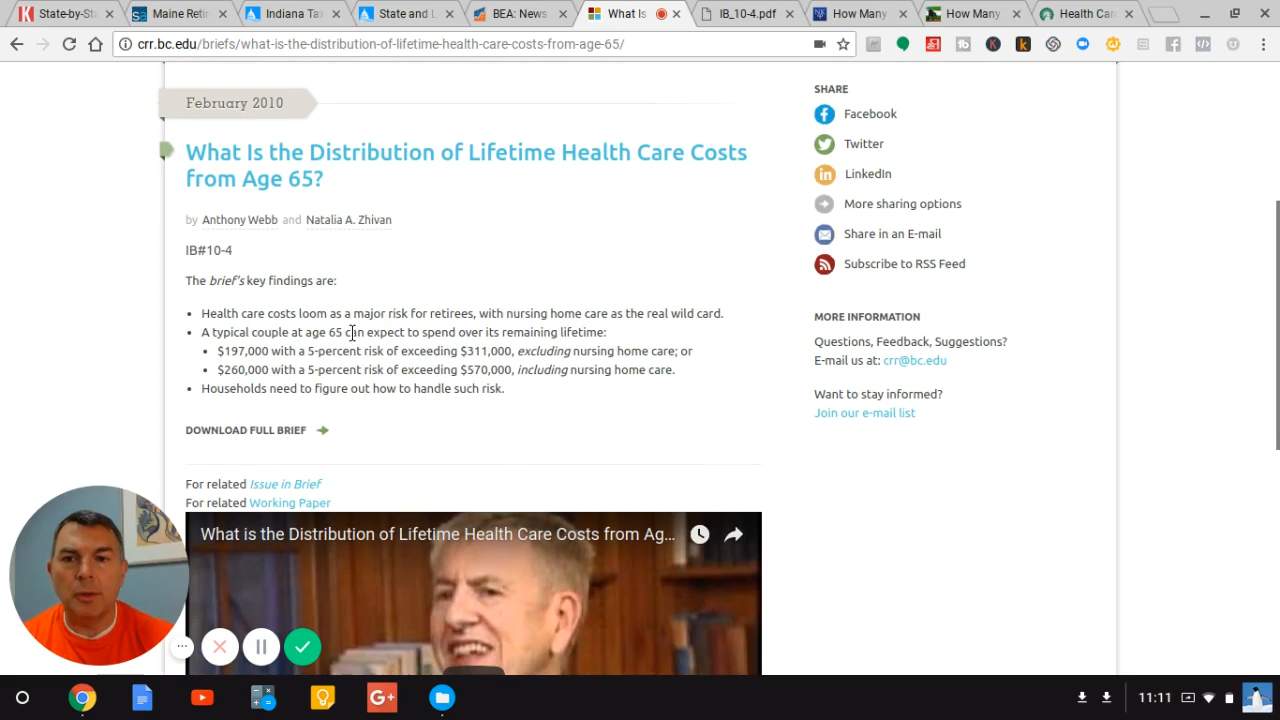 State-by-St
Maine Reti
Indiana Ta
State and L
BEA: News
What Is
IB_10-4.pdf
How Many
How Many
Health Car
crr.bc.edu/briefs/what-is-the-distribution-of-lifetime-health-care-costs-from-age-65/
February 2010
What Is the Distribution of Lifetime Health Care Costs
from Age 65?
by Anthony Webb and Natalia A. Zhivan
IB#10-4
The brief's key findings are:
Health care costs loom as a major risk for retirees, with nursing home care as the real wild card.
A typical couple at age 65 can expect to spend over its remaining lifetime:
$197,000 with a 5-percent risk of exceeding $311,000, excluding nursing home care; or
$260,000 with a 5-percent risk of exceeding $570,000, including nursing home care.
Households need to figure out how to handle such risk.
DOWNLOAD FULL BRIEF
For related Issue in Brief
For related Working Paper
What is the Distribution of Lifetime Health Care Costs from Ag...
SHARE
Facebook
Twitter
LinkedIn
More sharing options
Share in an E-mail
Subscribe to RSS Feed
MORE INFORMATION
Questions, Feedback, Suggestions?
E-mail us at: crr@bc.edu
Want to stay informed?
Join our e-mail list
11:11